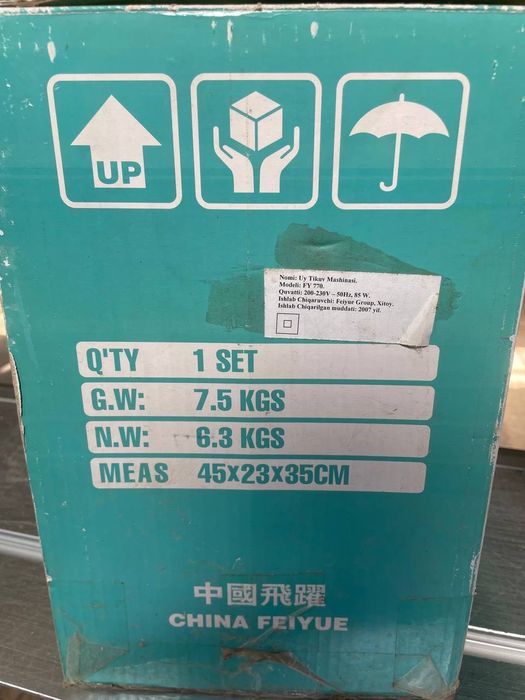 UP
Nomi: Uy Tikuv Mashinasi.
Modeli: FY 770.
Quvatti: 200-230V – 50Hz, 85 W.
Ishlab Chiqaruvchi: Feiyue Group, Xitoy.
Ishlab Chiqarilgan muddati: 2007 yil.
Q'TY 1 SET
G.W: 7.5 KGS
N.W: 6.3 KGS
MEAS 45x23x35CM
中國飛躍
CHINA FEIYUE